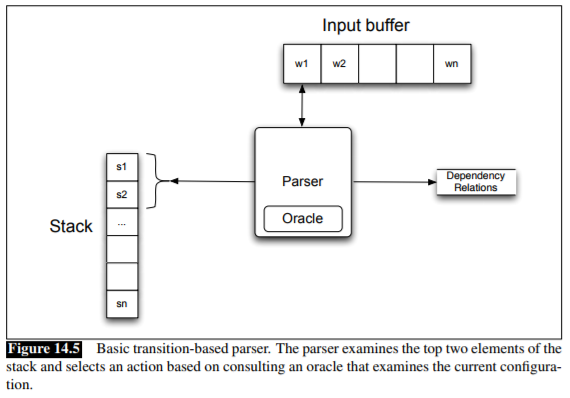 Input buffer
w1 w2 wn
s1
s2
...
sn
Stack
Parser
Oracle
Dependency
Relations
Figure 14.5 Basic transition-based parser. The parser examines the top two elements of the
stack and selects an action based on consulting an oracle that examines the current configura-
tion.